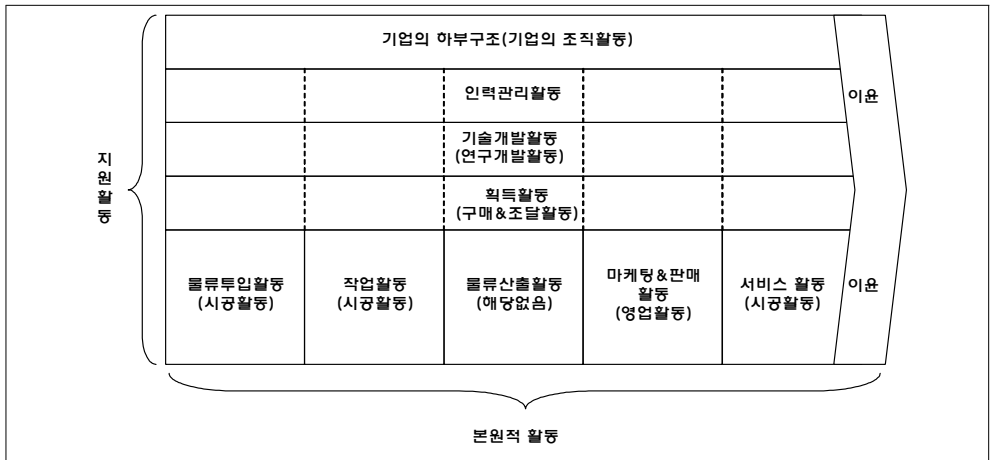 기업의 하부구조(기업의 조직활동)
인력관리활동
이윤
기술개발활동
(연구개발활동)
지
원
활
동
획득활동
(구매&조달활동)
물류투입활동
(시공활동)
작업활동
(시공활동)
물류산출활동
(해당없음)
마케팅&판매
활동
(영업활동)
서비스 활동
(시공활동)
이윤
본원적 활동